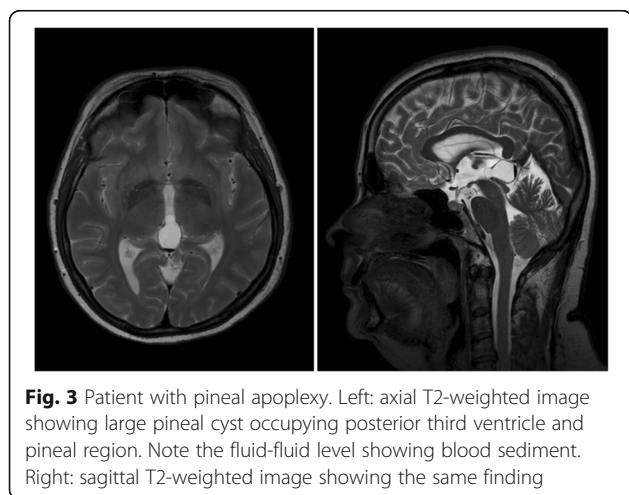 Fig. 3 Patient with pineal apoplexy. Left: axial T2-weighted image
showing large pineal cyst occupying posterior third ventricle and
pineal region. Note the fluid-fluid level showing blood sediment.
Right: sagittal T2-weighted image showing the same finding